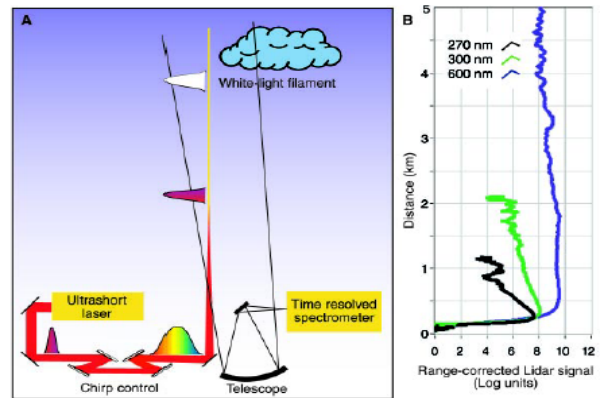 A
White-light filament
Ultrashort
laser
Time resolved
spectrometer
Chirp control
Telescope
B
270 nm
300 nm
600 nm
Distance (km)
5
4
3
2
1
0
0 2 4 6 8 10 12
Range-corrected Lidar signal
(Log units)